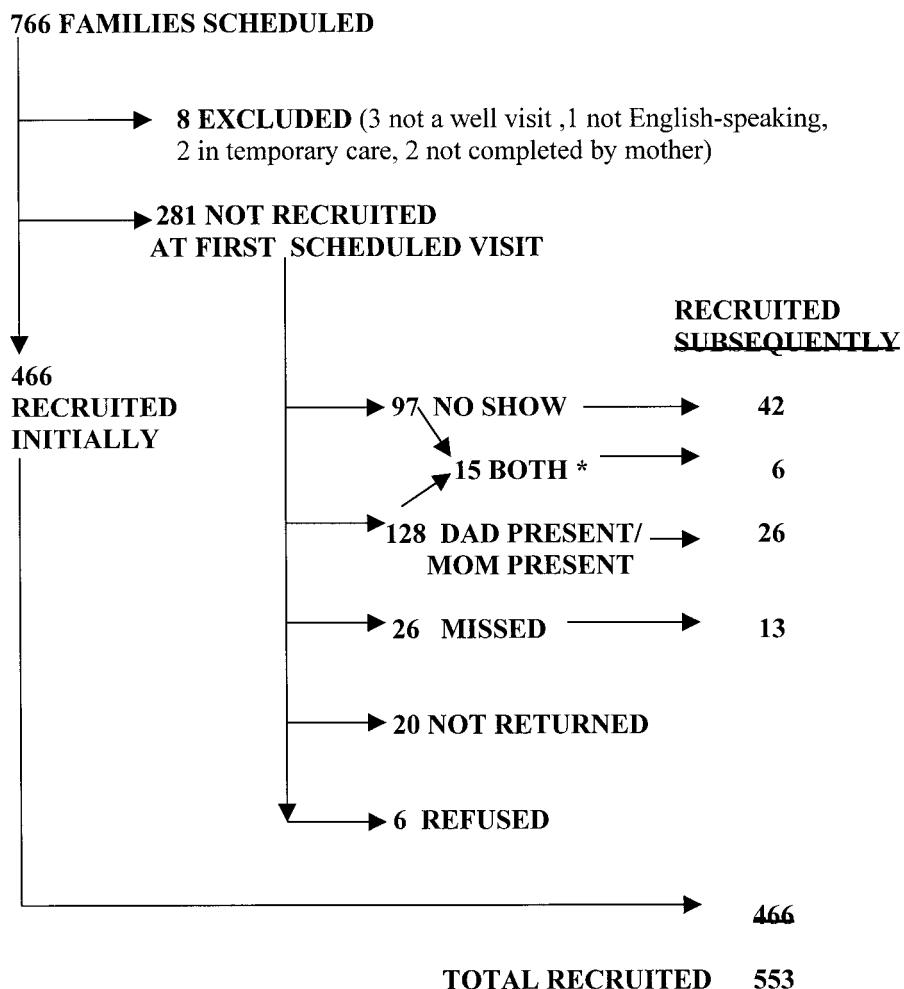 766 FAMILIES SCHEDULED
8 EXCLUDED (3 not a well visit ,1 not English-speaking,
2 in temporary care, 2 not completed by mother)
281 NOT RECRUITED
AT FIRST SCHEDULED VISIT
RECRUITED
SUBSEQUENTLY
466
RECRUITED
INITIALLY
97 NO SHOW 42
15 BOTH * 6
128 DAD PRESENT/ 26
MOM PRESENT
26 MISSED 13
20 NOT RETURNED
6 REFUSED
466
TOTAL RECRUITED 553